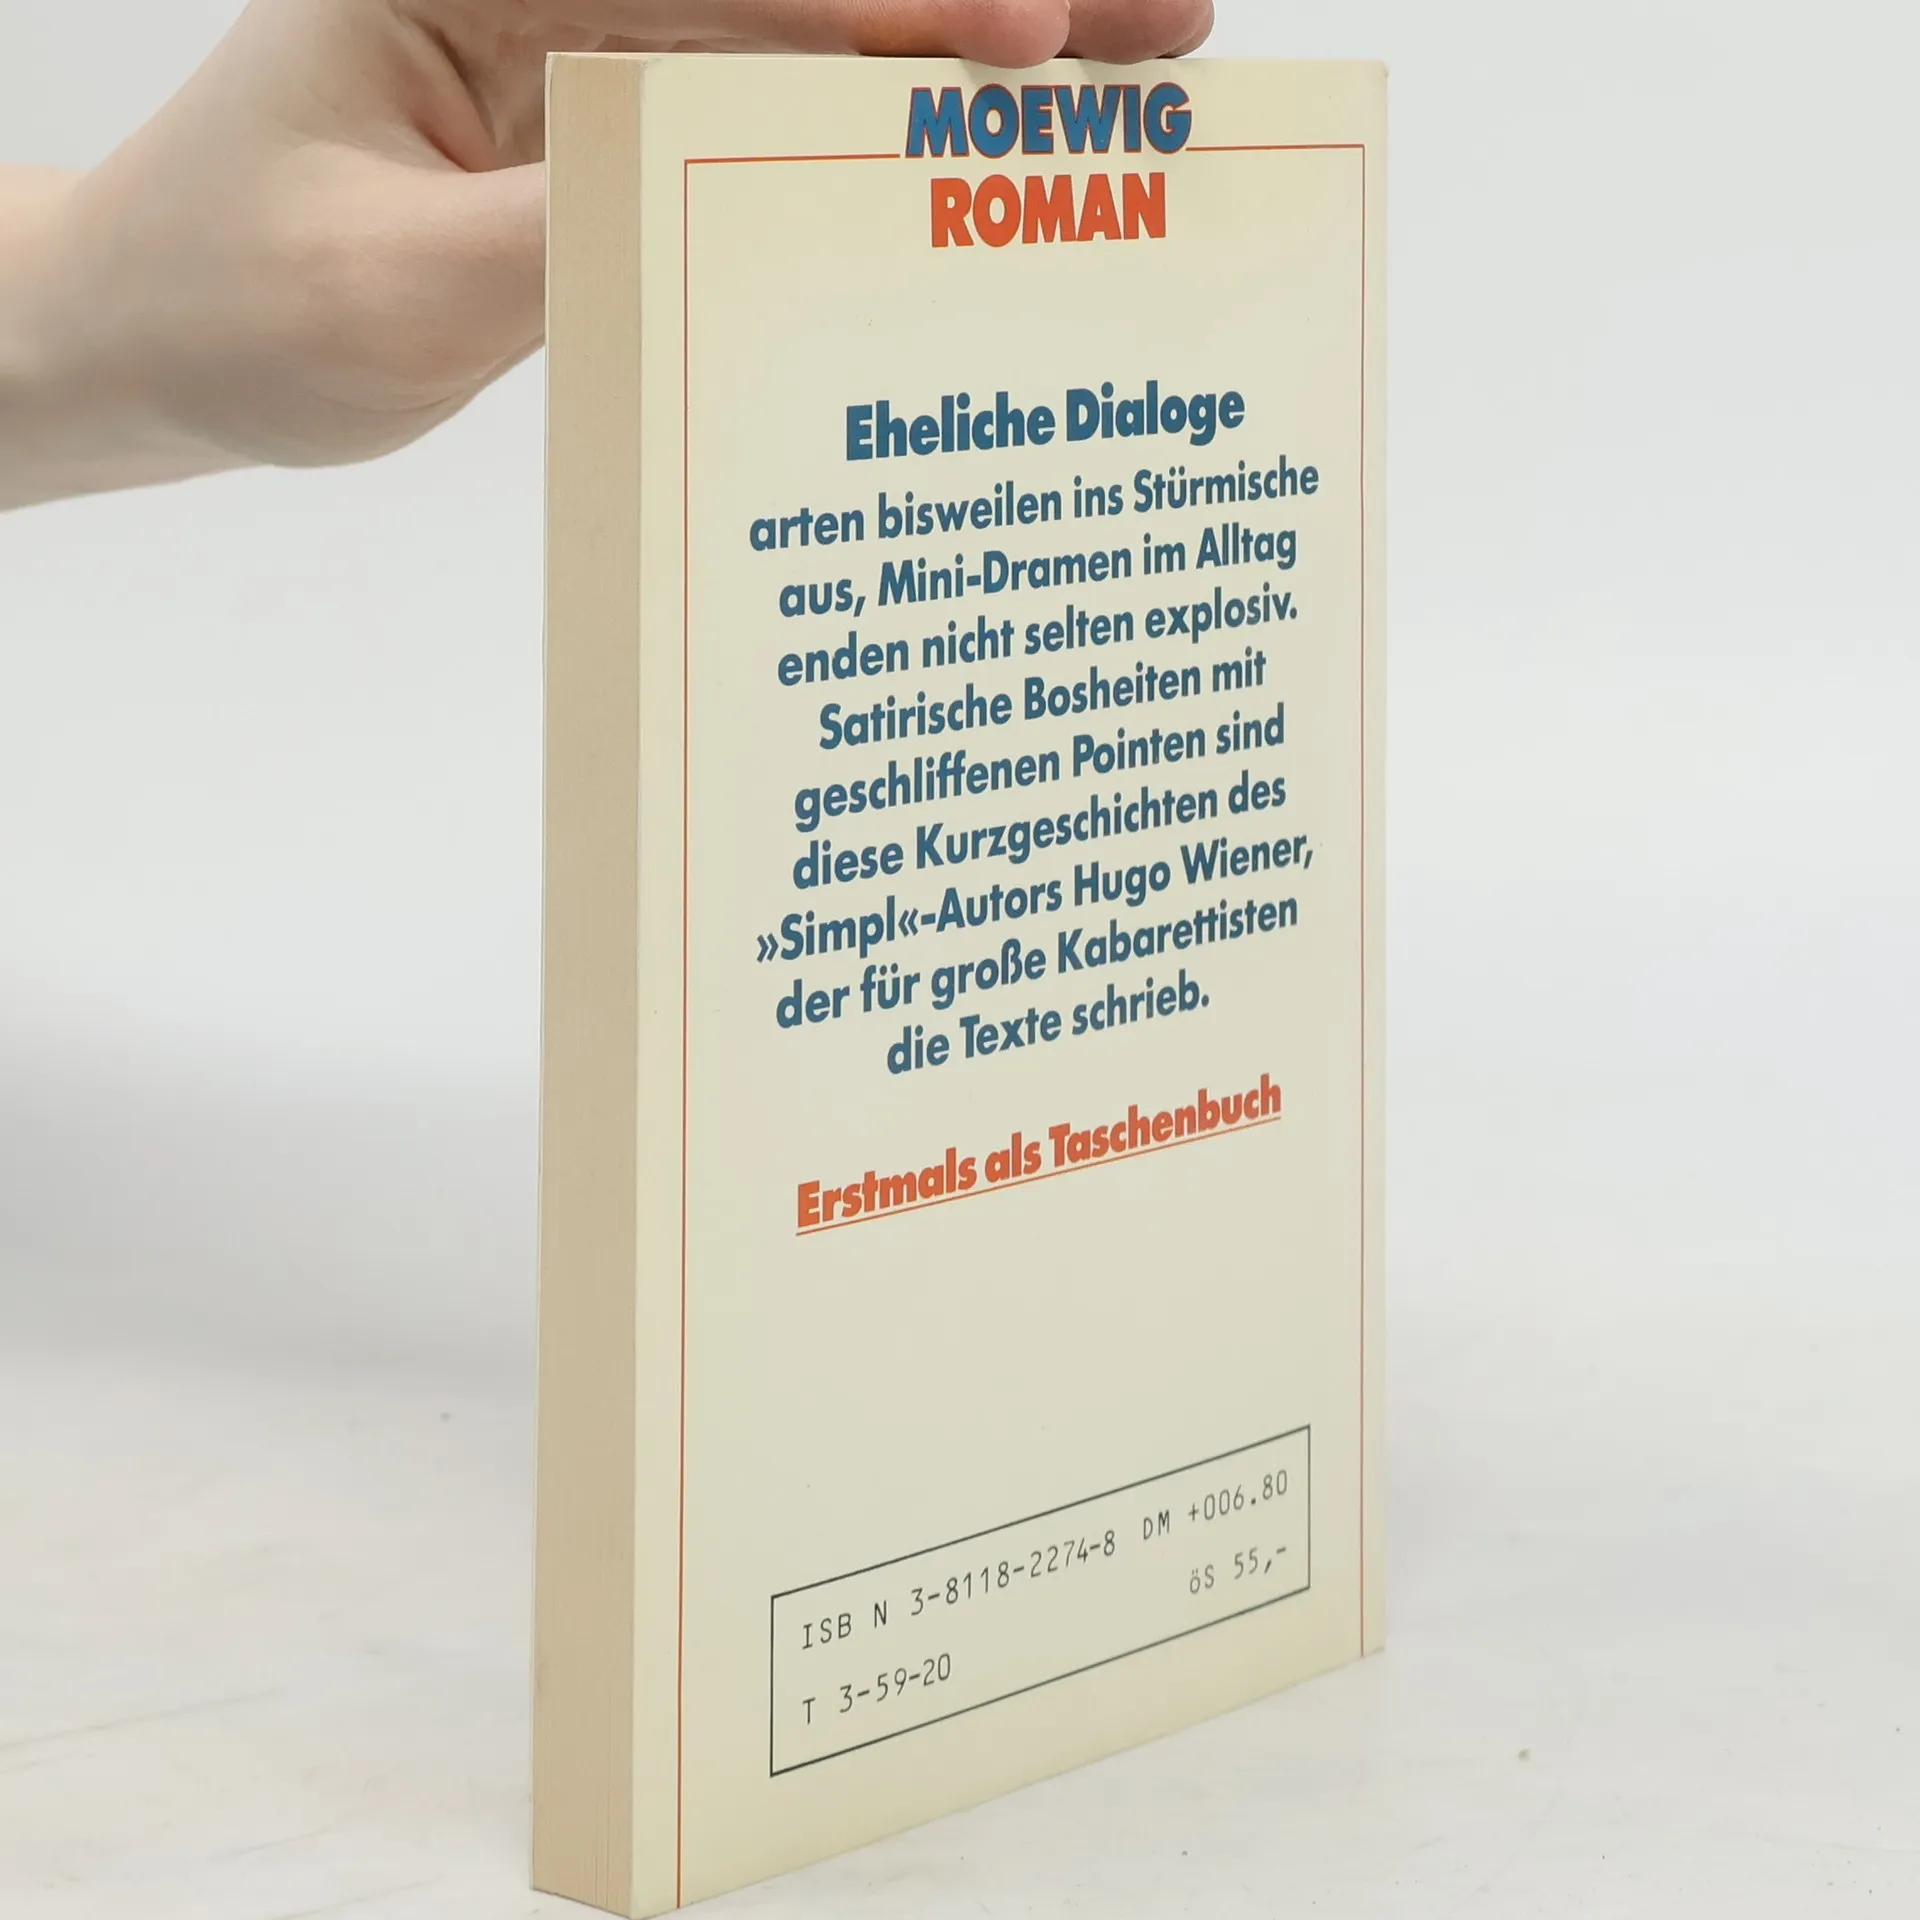 MOEWIG
ROMAN
Eheliche Dialoge
arten bisweilen ins Stürmische
aus, Mini-Dramen im Alltag
enden nicht selten explosiv.
Satirische Bosheiten mit
geschliffenen Pointen sind
diese Kurzgeschichten des
»Simpl«-Autors Hugo Wiener,
der für große Kabarettisten
die Texte schrieb.
Erstmals als Taschenbuch
ISB N 3-8118-2274-8 DM +006.80
öS 55,-
T 3-59-20